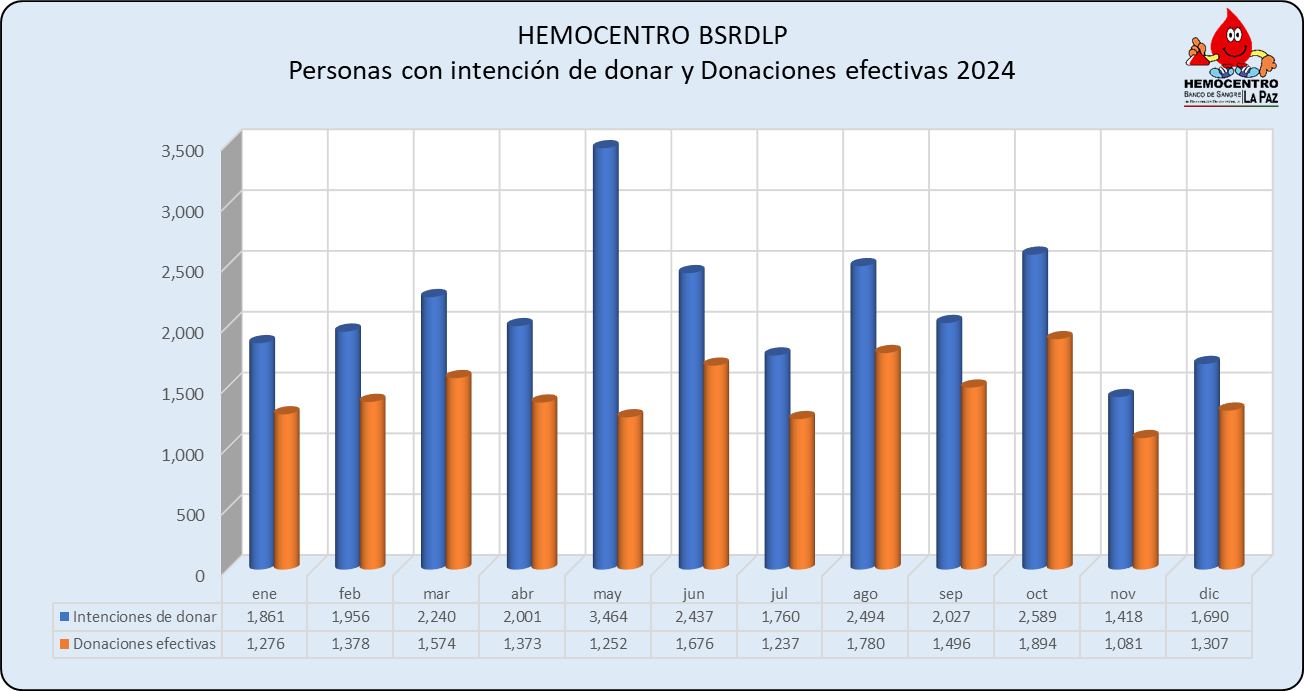 HEMOCENTRO BSRDLP
Personas con intención de donar y Donaciones efectivas 2024
HEMOCENTRO
BANCO DE SANGRE LA PAZ
3,500
3,000
2,500
2,000
1,500
1,000
500
0
ene feb mar abr may jun jul ago sep oct nov dic
Intenciones de donar 1,861 1,956 2,240 2,001 3,464 2,437 1,760 2,494 2,027 2,589 1,418 1,690
Donaciones efectivas 1,276 1,378 1,574 1,373 1,252 1,676 1,237 1,780 1,496 1,894 1,081 1,307